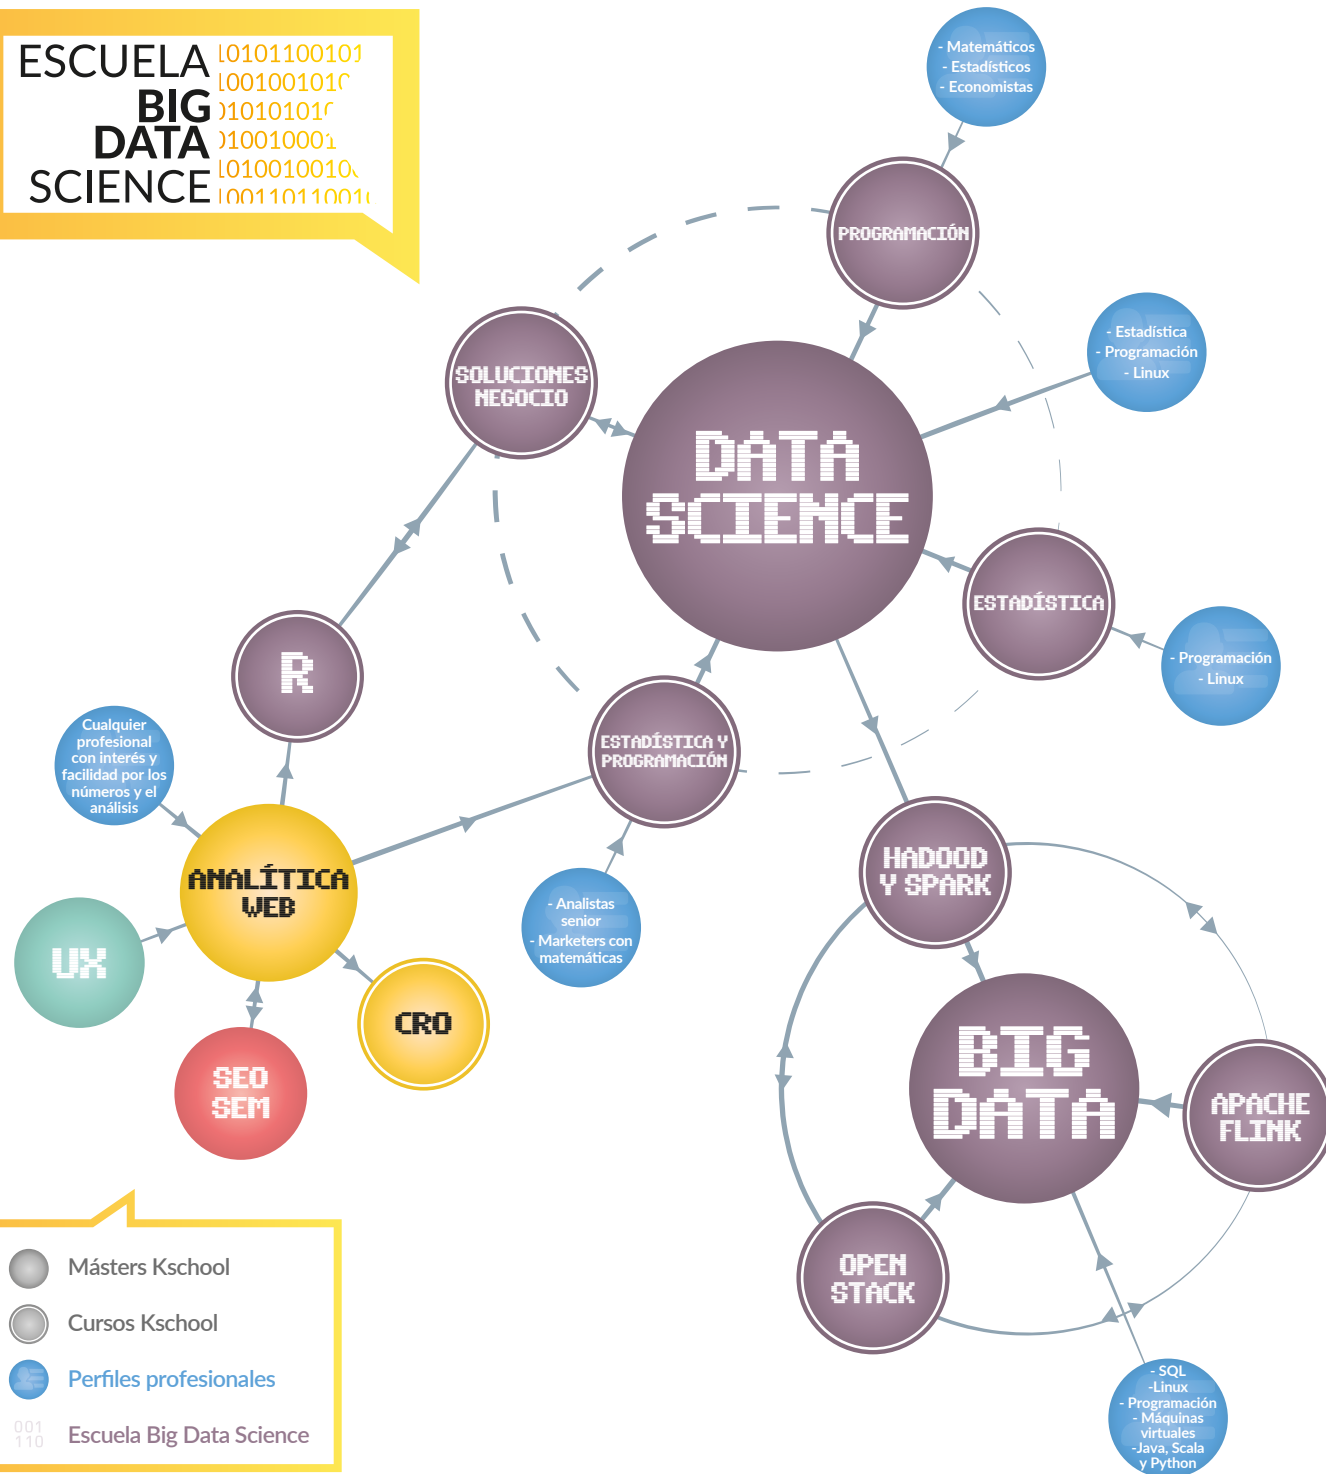 ESCUELA
BIG
DATA
SCIENCE
- Matemáticos
- Estadísticos
- Economistas
PROGRAMACIÓN
- Estadística
- Programación
- Linux
SOLUCIONES
NEGOCIO
DATA
SCIENCE
ESTADÍSTICA
- Programación
- Linux
R
Cualquier
profesional
con interés y
facilidad por los
números y el
análisis
ESTADÍSTICA Y
PROGRAMACIÓN
ANALÍTICA
WEB
HADOOD
Y SPARK
- Analistas
senior
- Marketers con
matemáticas
UX
CRO
SEO
SEM
BIG
DATA
APACHE
FLINK
OPEN
STACK
- SQL
-Linux
- Programación
- Máquinas
virtuales
-Java, Scala
y Python
Másters Kschool
Cursos Kschool
Perfiles profesionales
001
110
Escuela Big Data Science